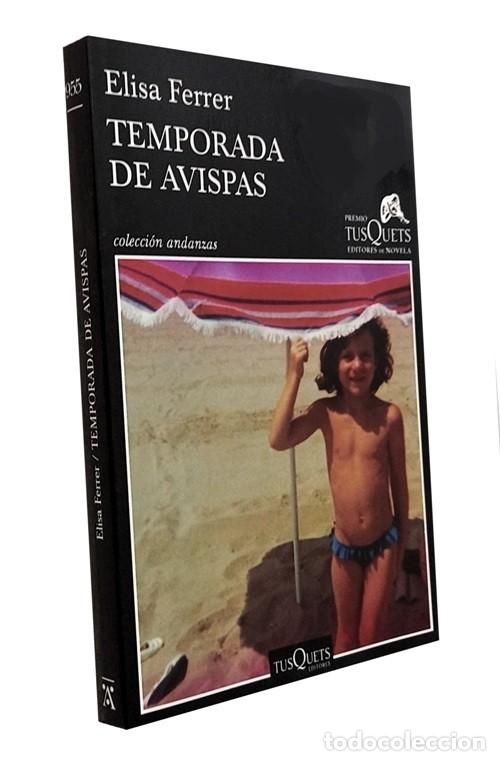 955
Elisa Ferrer / TEMPORADA DE AVISPAS
Elisa Ferrer
TEMPORADA
DE AVISPAS
PREMIO
TUSQUETS
EDITORES DE NOVELA
colección andanzas
TUSQUETS
EDITORES
todocoleccion